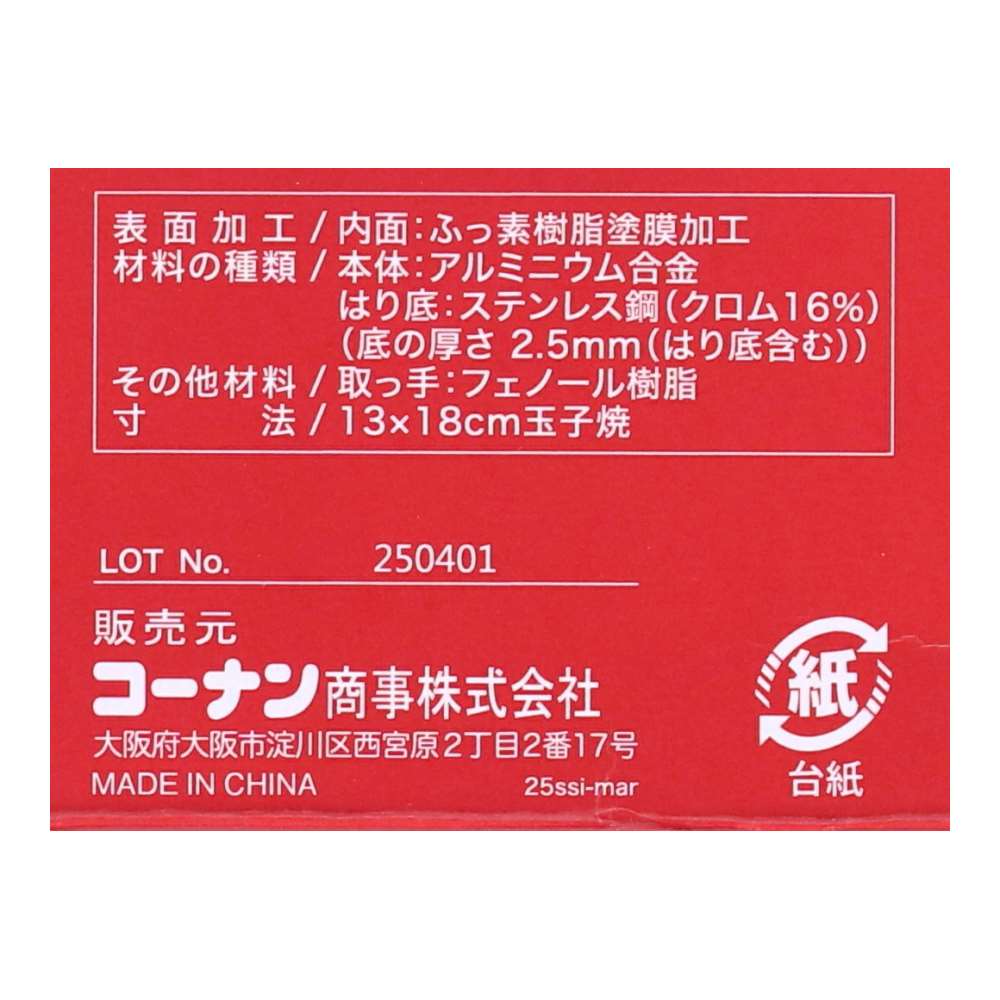 表面加工/内面:ふっ素樹脂塗膜加工
材料の種類/本体:アルミニウム合金
はり底:ステンレス鋼(クロム16%)
(底の厚さ 2.5mm(はり底含む))
その他材料/取っ手:フェノール樹脂
寸法/13×18cm玉子焼
LOT No. 250401
販売元
コーナン商事株式会社
大阪府大阪市淀川区西宮原2丁目2番17号
MADE IN CHINA 25ssi-mar
紙
台紙